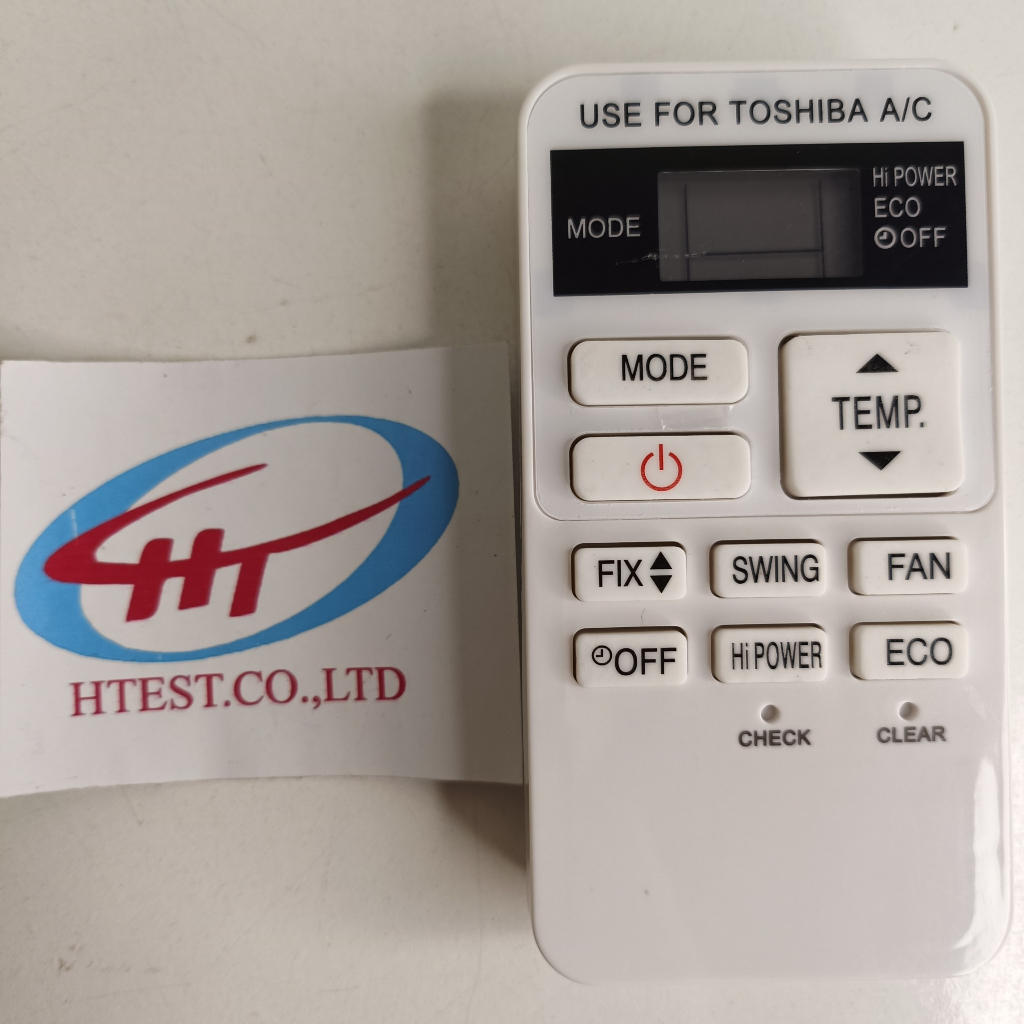 HT
HTEST.CO.,LTD
USE FOR TOSHIBA A/C
MODE
Hi POWER
ECO
OFF
MODE
TEMP.
FIX
SWING
FAN
OFF
Hi POWER
ECO
CHECK
CLEAR